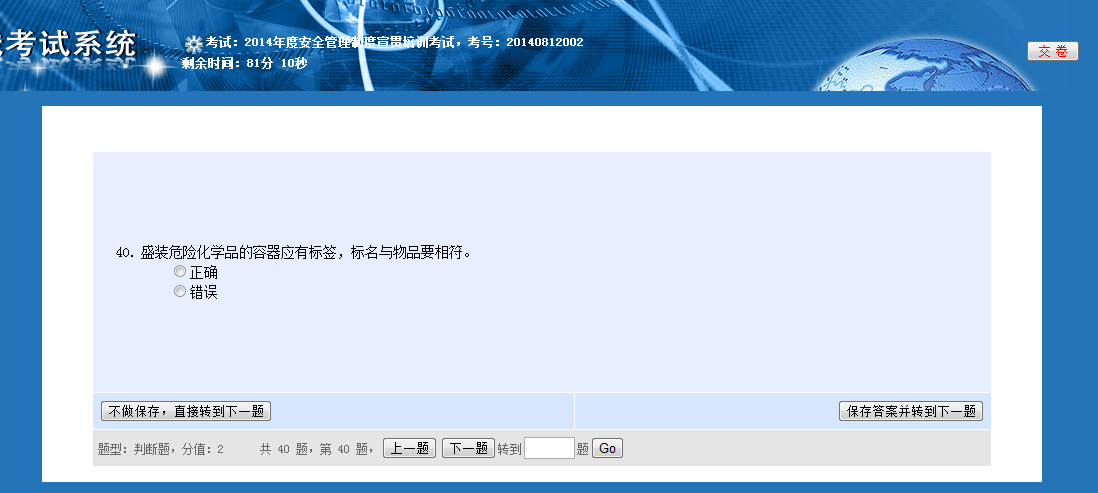 考试系统
考试：2014年度安全管理制度宣贯培训考试，考号：20140812002
剩余时间：81分 10秒
交 卷
40. 盛装危险化学品的容器应有标签，标名与物品要相符。
正确
错误
不做保存，直接转到下一题
保存答案并转到下一题
题型：判断题，分值：2 共 40 题，第 40 题， 上一题 下一题 转到 题 Go